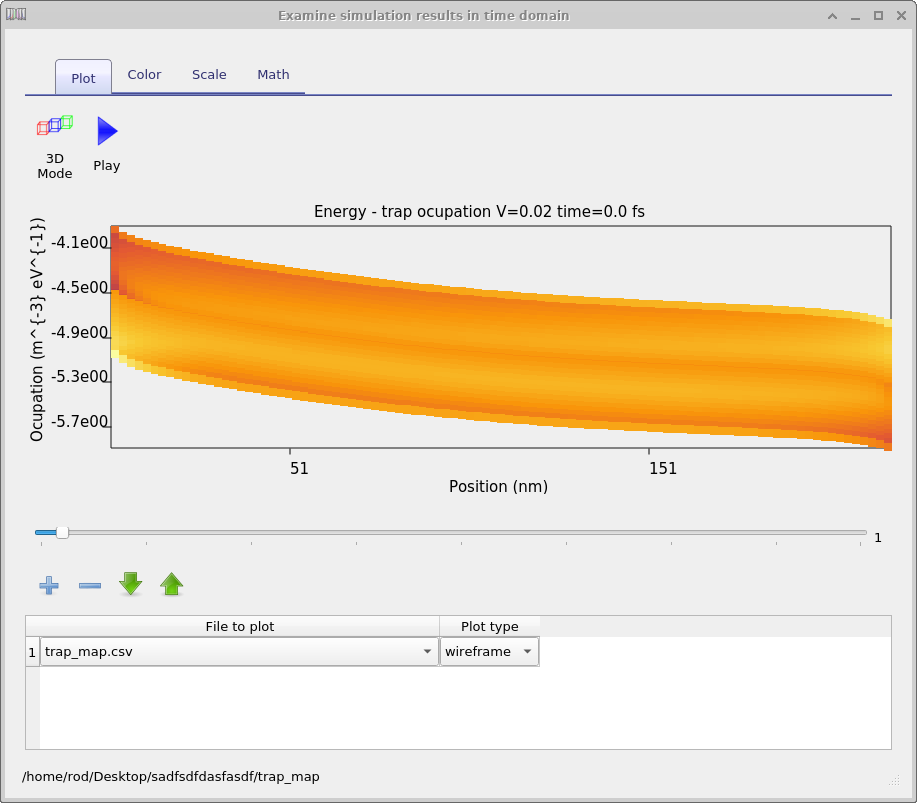 Examine simulation results in time domain
Plot
Color
Scale
Math
3D
Mode
Play
Energy - trap ocupation V=0.02 time=0.0 fs
Ocupation (m^{-3} eV^{-1})
-4.1e00
-4.5e00
-4.9e00
-5.3e00
-5.7e00
51
151
Position (nm)
1
File to plot
Plot type
1
trap_map.csv
wireframe
/home/rod/Desktop/sadfsdfdasfasdf/trap_map